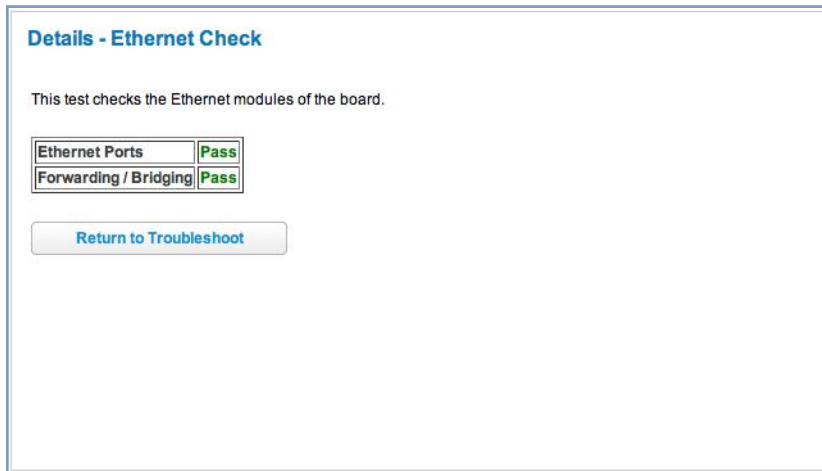 Details - Ethernet Check
This test checks the Ethernet modules of the board.
Ethernet Ports Pass
Forwarding / Bridging Pass
Return to Troubleshoot